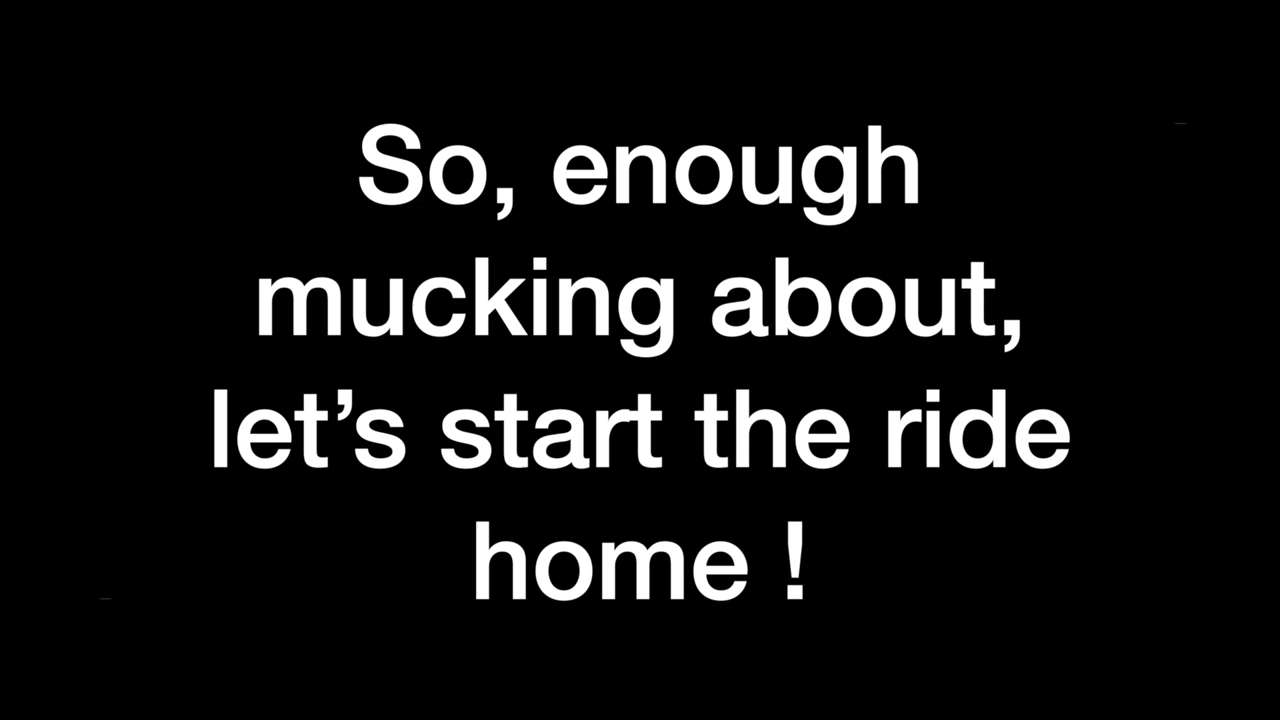 So, enough
mucking about,
let’s start the ride
home !